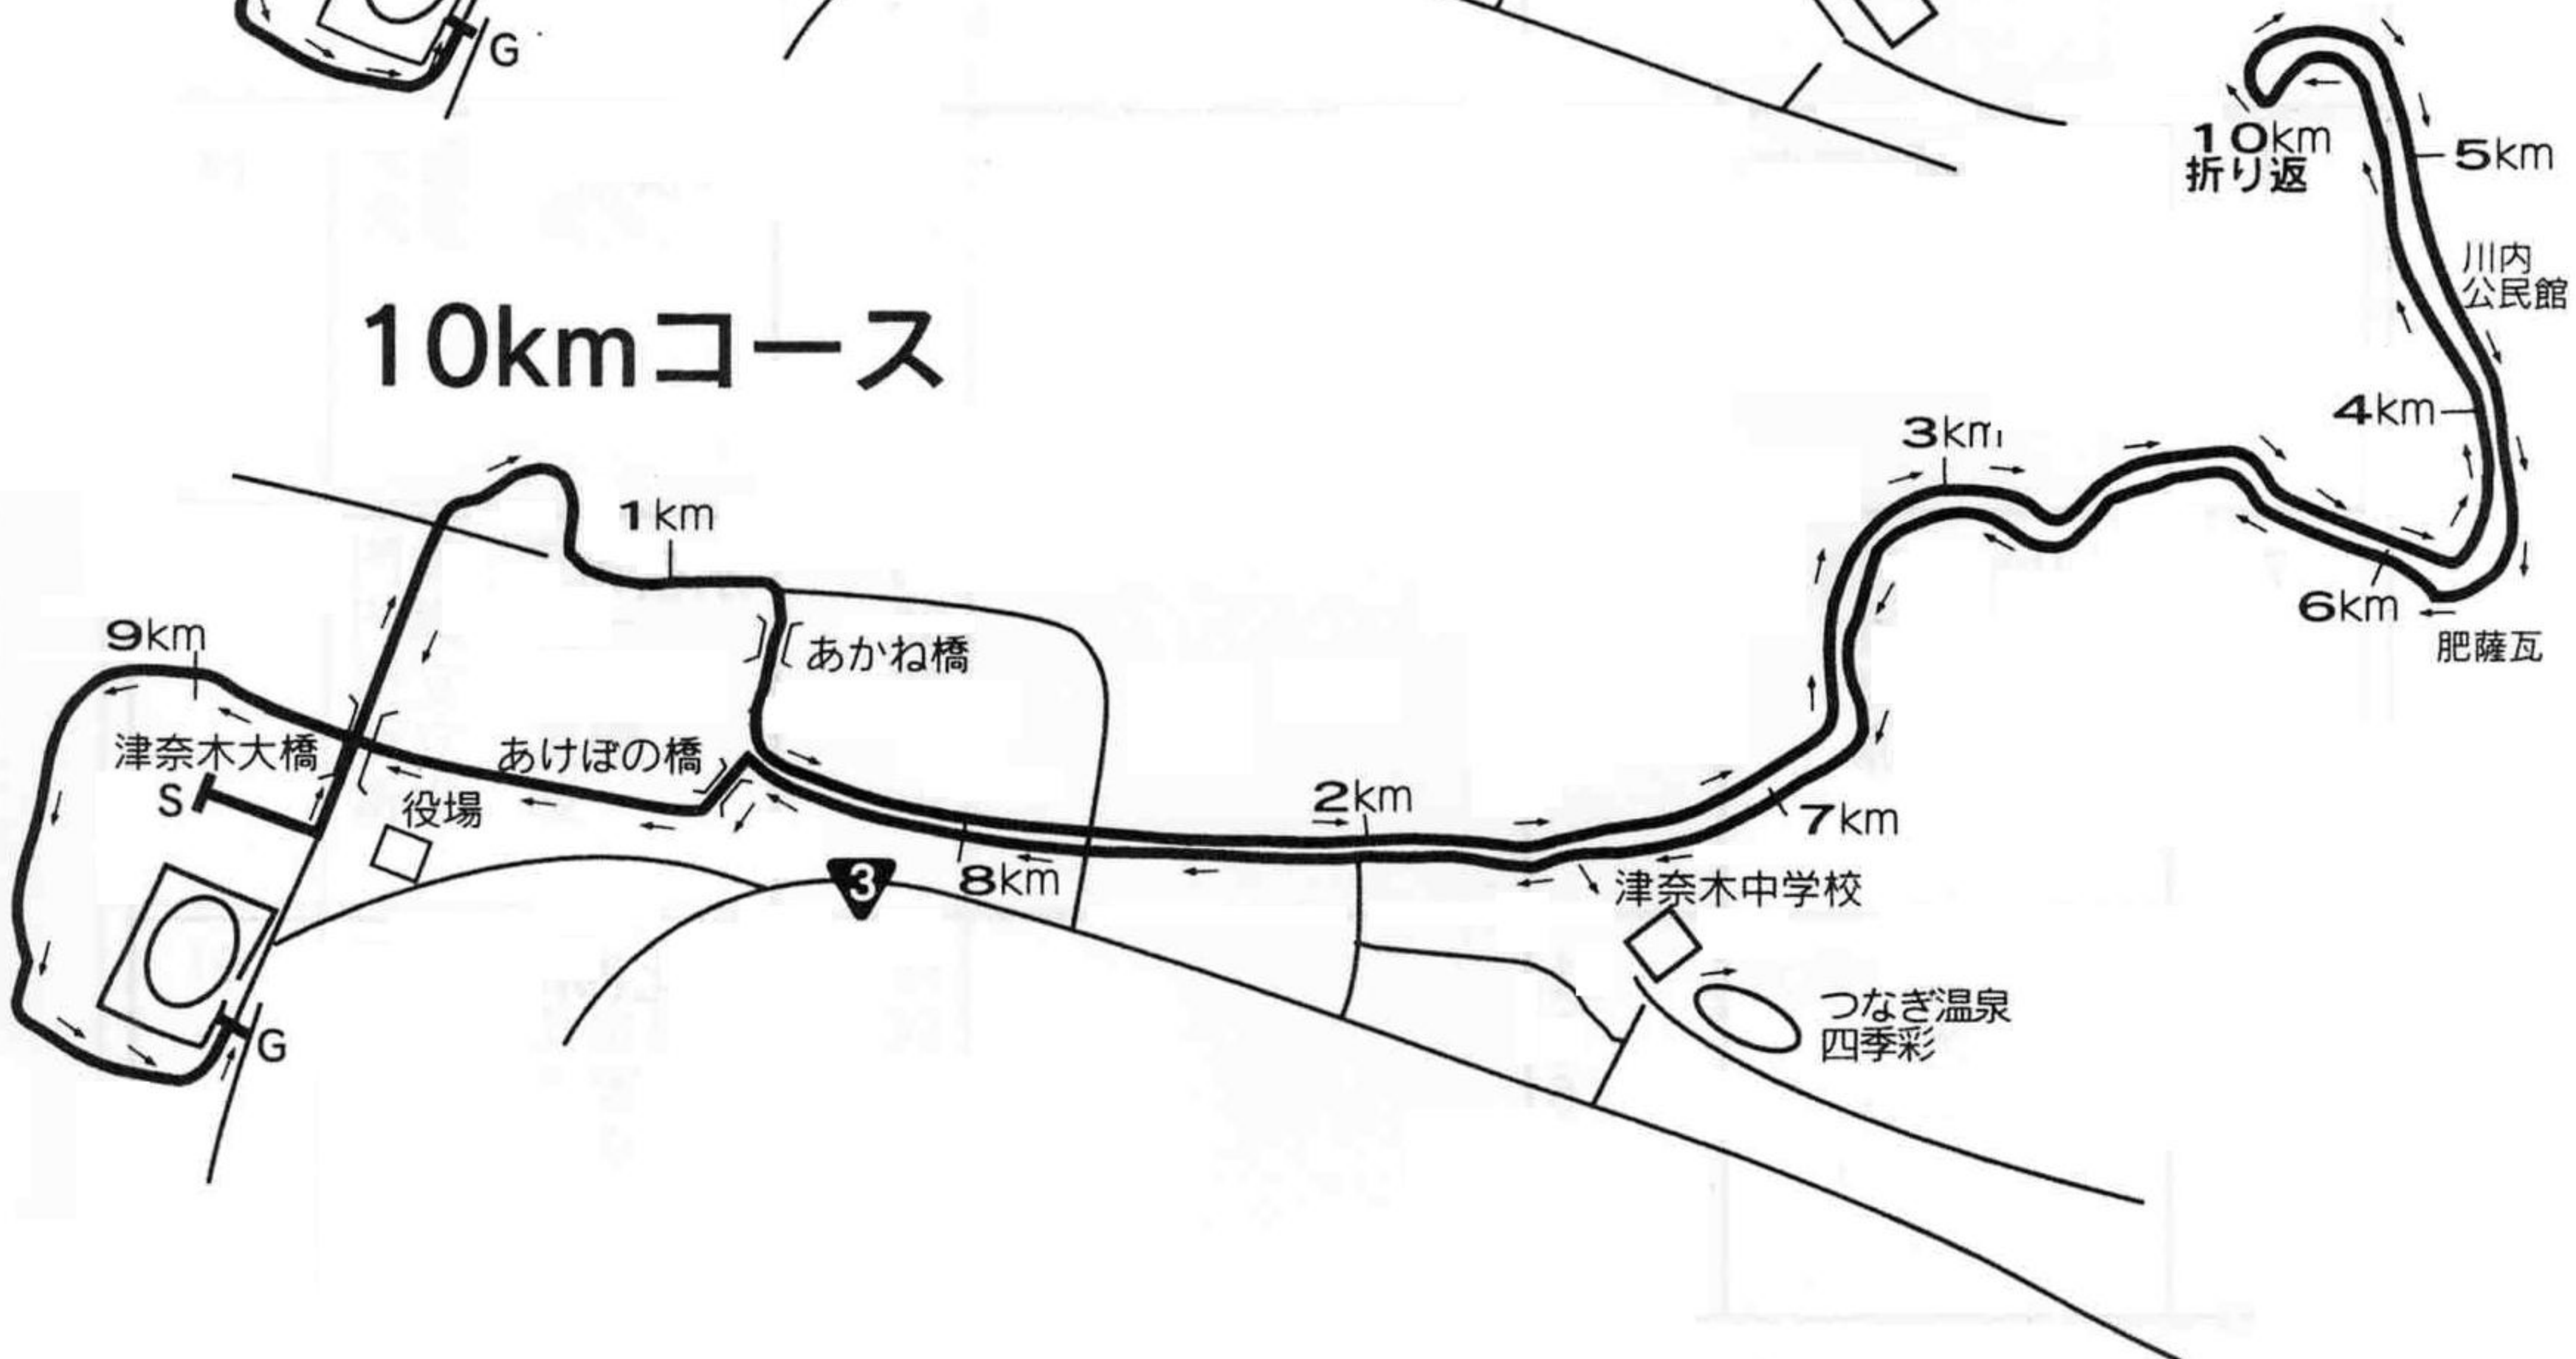 G
10km
折り返
5km
川内
公民館
10kmコース
4km
3km
1km
6km
肥薩瓦
9km
あかね橋
津奈木大橋
あけぼの橋
S
役場
2km
7km
3
8km
津奈木中学校
つなぎ温泉
四季彩
G